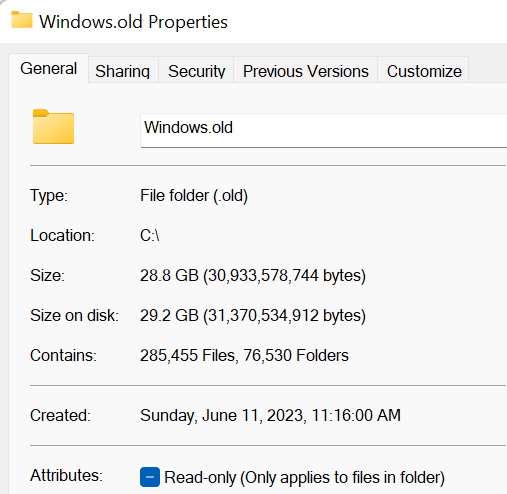 Windows.old Properties
General Sharing Security Previous Versions Customize
Windows.old
Type: File folder (.old)
Location: C:\
Size: 28.8 GB (30,933,578,744 bytes)
Size on disk: 29.2 GB (31,370,534,912 bytes)
Contains: 285,455 Files, 76,530 Folders
Created: Sunday, June 11, 2023, 11:16:00 AM
Attributes: Read-only (Only applies to files in folder)